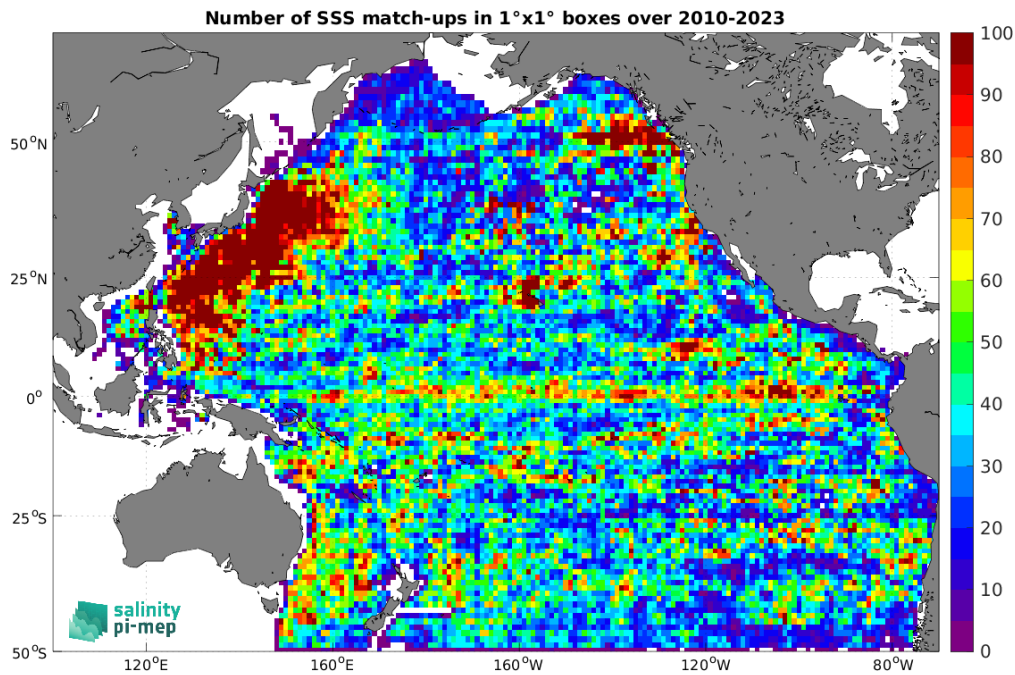 Number of SSS match-ups in 1°x1° boxes over 2010-2023
100
90
80
70
60
50
40
30
20
10
0
50°N
25°N
0°
25°S
50°S
120°E
160°E
160°W
120°W
80°W
salinity
pi-mep